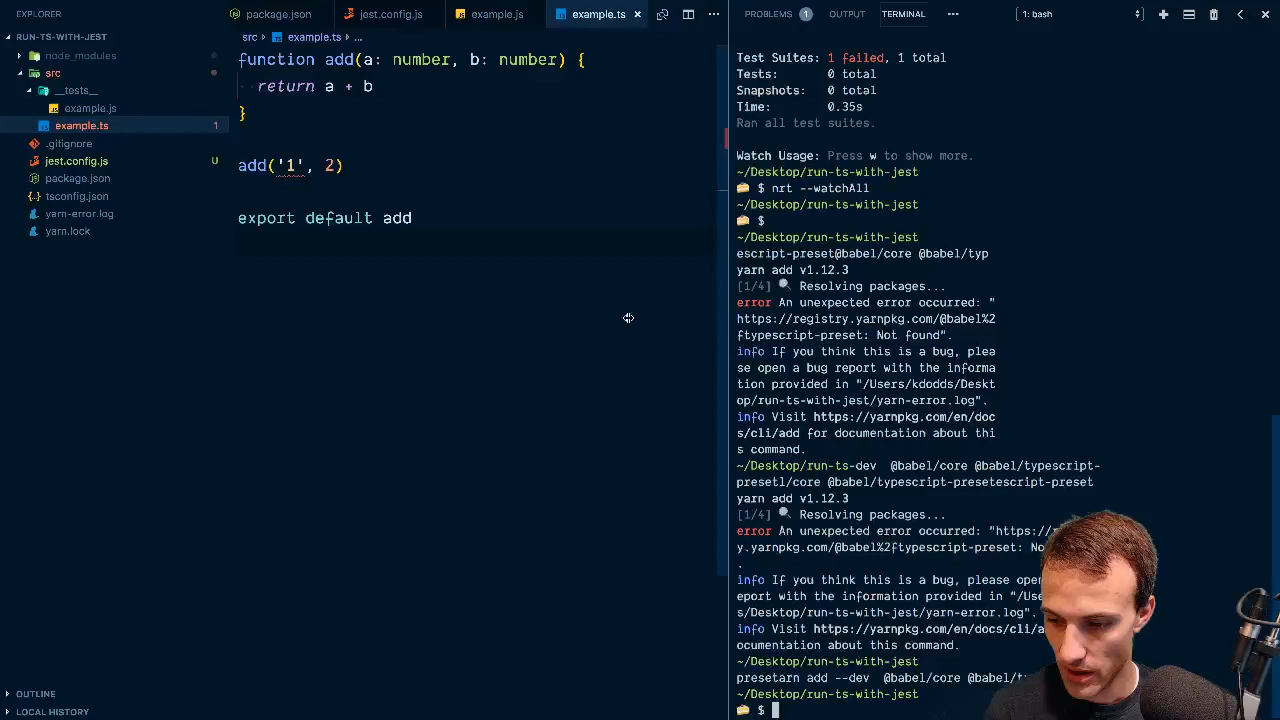 EXPLORER
RUN-TS-WITH-JEST
node_modules
src
__tests__
example.js
example.ts 1
.gitignore
jest.config.js U
package.json
tsconfig.json
yarn-error.log
yarn.lock
OUTLINE
LOCAL HISTORY
package.json jest.config.js example.js example.ts ×
src › example.ts › ...
function add(a: number, b: number) {
return a + b
}
add('1', 2)
export default add
PROBLEMS 1 OUTPUT TERMINAL ... 1: bash
Test Suites: 1 failed, 1 total
Tests: 0 total
Snapshots: 0 total
Time: 0.35s
Ran all test suites.
Watch Usage: Press w to show more.
~/Desktop/run-ts-with-jest
$ nrt --watchAll
~/Desktop/run-ts-with-jest
$
~/Desktop/run-ts-with-jest
escript-preset@babel/core @babel/typ
yarn add v1.12.3
[1/4] Resolving packages...
error An unexpected error occurred: "
https://registry.yarnpkg.com/@babel%2
ftypescript-preset: Not found".
info If you think this is a bug, plea
se open a bug report with the informa
tion provided in "/Users/kdodds/Deskt
op/run-ts-with-jest/yarn-error.log".
info Visit https://yarnpkg.com/en/doc
s/cli/add for documentation about thi
s command.
~/Desktop/run-ts-dev @babel/core @babel/typescript-
presetl/core @babel/typescript-presetescript-preset
yarn add v1.12.3
[1/4] Resolving packages...
error An unexpected error occurred: "https://r
y.yarnpkg.com/@babel%2ftypescript-preset: No
.
info If you think this is a bug, please open
eport with the information provided in "/Use
s/Desktop/run-ts-with-jest/yarn-error.log".
info Visit https://yarnpkg.com/en/docs/cli/a
ocumentation about this command.
~/Desktop/run-ts-with-jest
presetarn add --dev @babel/core @babel/t
~/Desktop/run-ts-with-jest
$